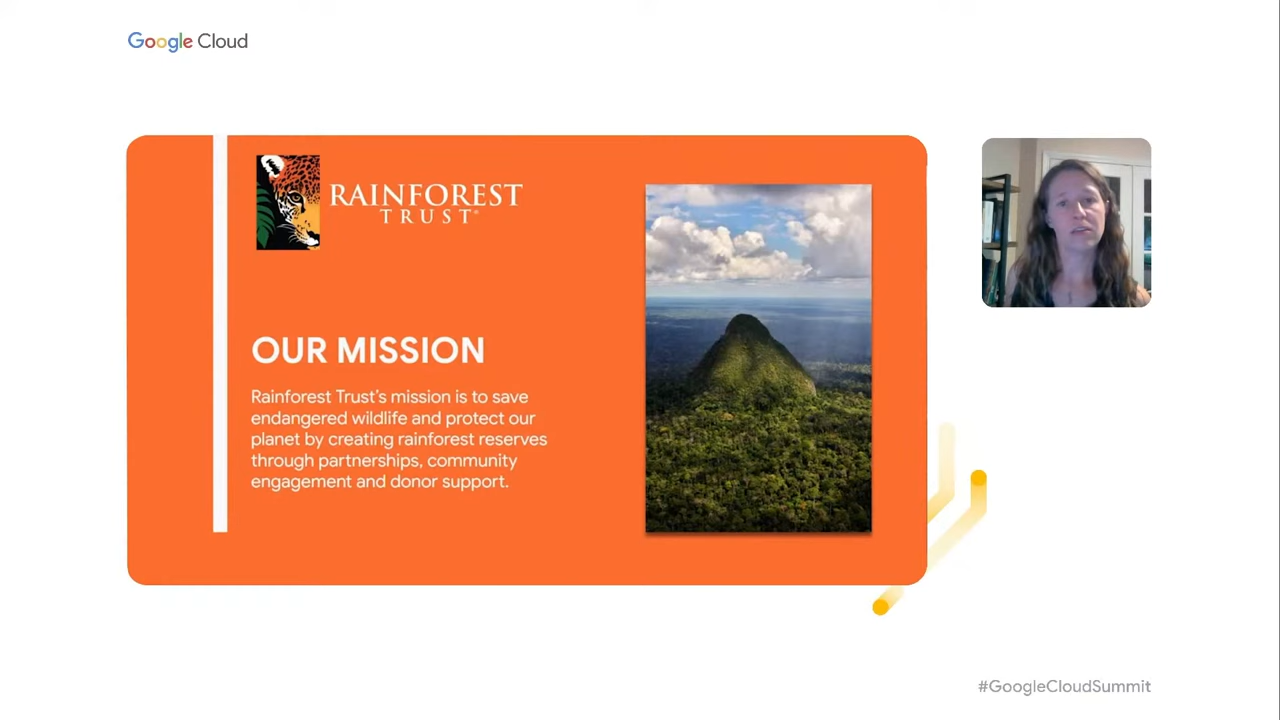 Google Cloud
RAINFOREST
TRUST®
OUR MISSION
Rainforest Trust's mission is to save
endangered wildlife and protect our
planet by creating rainforest reserves
through partnerships, community
engagement and donor support.
#GoogleCloudSummit